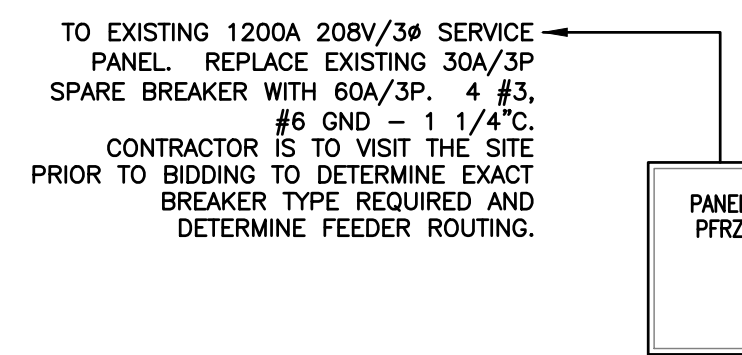 TO EXISTING 1200A 208V/3ø SERVICE
PANEL. REPLACE EXISTING 30A/3P
SPARE BREAKER WITH 60A/3P. 4 #3,
#6 GND – 1 1/4"C.
CONTRACTOR IS TO VISIT THE SITE
PRIOR TO BIDDING TO DETERMINE EXACT
BREAKER TYPE REQUIRED AND
DETERMINE FEEDER ROUTING.
PANEL
PFRZ